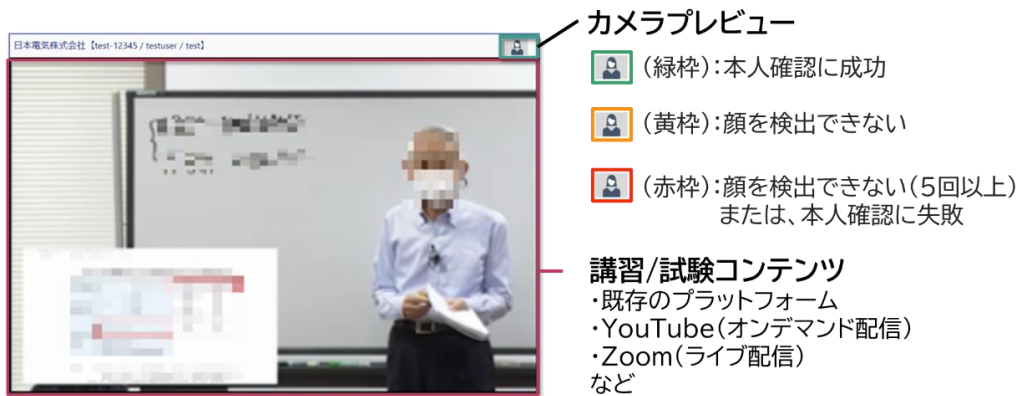 日本電気株式会社【test-12345 / testuser / test】
カメラプレビュー
（緑枠）：本人確認に成功
（黄枠）：顔を検出できない
（赤枠）：顔を検出できない（5回以上）
または、本人確認に失敗
講習/試験コンテンツ
・既存のプラットフォーム
・YouTube（オンデマンド配信）
・Zoom（ライブ配信）
など